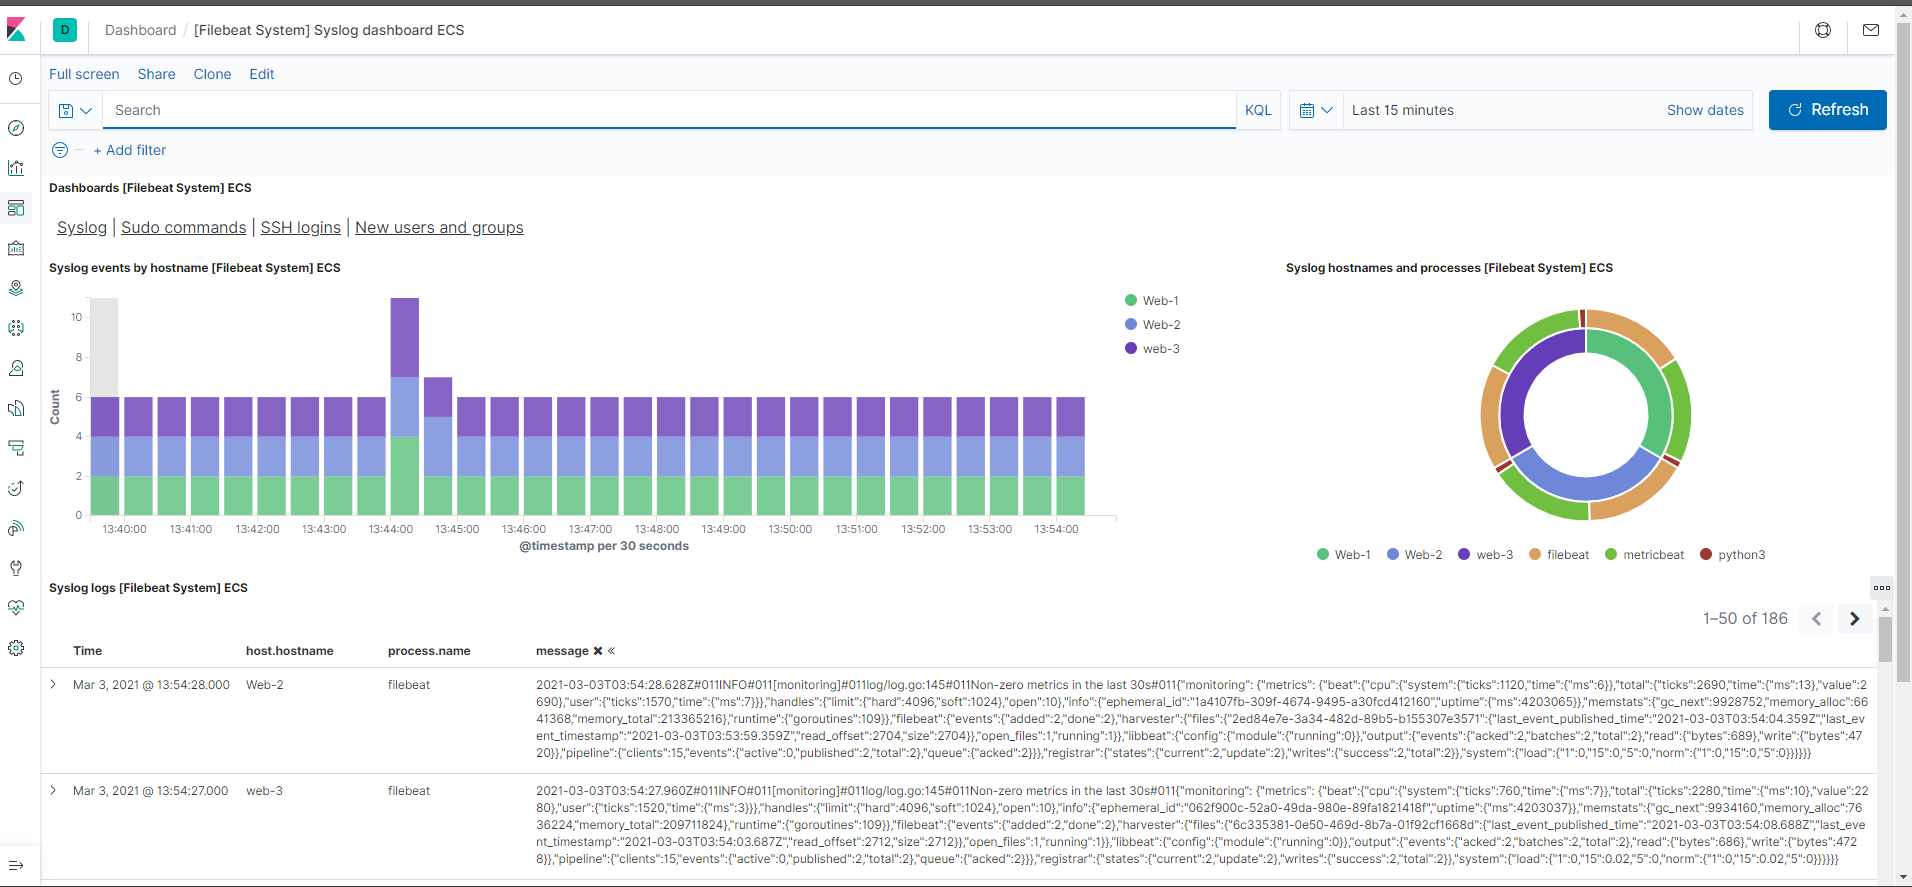 D Dashboard / [Filebeat System] Syslog dashboard ECS
Full screen Share Clone Edit
Search KQL Last 15 minutes Show dates Refresh
+ Add filter
Dashboards [Filebeat System] ECS
Syslog | Sudo commands | SSH logins | New users and groups
Syslog events by hostname [Filebeat System] ECS
10
8
6
4
2
0
Count
13:40:00 13:41:00 13:42:00 13:43:00 13:44:00 13:45:00 13:46:00 13:47:00 13:48:00 13:49:00 13:50:00 13:51:00 13:52:00 13:53:00 13:54:00
@timestamp per 30 seconds
Web-1
Web-2
web-3
Syslog hostnames and processes [Filebeat System] ECS
Web-1 Web-2 web-3 filebeat metricbeat python3
Syslog logs [Filebeat System] ECS
1–50 of 186
Time host.hostname process.name message
Mar 3, 2021 @ 13:54:28.000 Web-2 filebeat 2021-03-03T03:54:28.628Z#011INFO#011[monitoring]#011log/log.go:145#011Non-zero metrics in the last 30s#011{"monitoring": {"metrics": {"beat":{"cpu":{"system":{"ticks":1120,"time":{"ms":6}},"total":{"ticks":2690,"time":{"ms":13},"value":2
690},"user":{"ticks":1570,"time":{"ms":7}}},"handles":{"limit":{"hard":4096,"soft":1024},"open":10},"info":{"ephemeral_id":"1a4107fb-309f-4674-9495-a30fcd412160","uptime":{"ms":4203065}},"memstats":{"gc_next":9928752,"memory_alloc":66
41368,"memory_total":213365216},"runtime":{"goroutines":109}},"filebeat":{"events":{"added":2,"done":2},"harvester":{"files":{"2ed84e7e-3a34-482d-89b5-b155307e3571":{"last_event_published_time":"2021-03-03T03:54:04.359Z","last_ev
ent_timestamp":"2021-03-03T03:53:59.359Z","read_offset":2704,"size":2704}},"open_files":1,"running":1}},"libbeat":{"config":{"module":{"running":0}},"output":{"events":{"acked":2,"batches":2,"total":2},"read":{"bytes":689},"write":{"bytes":47
20}},"pipeline":{"clients":15,"events":{"active":0,"published":2,"total":2},"queue":{"acked":2}}},"registrar":{"states":{"current":2,"update":2},"writes":{"success":2,"total":2}},"system":{"load":{"1":0,"15":0,"5":0,"norm":{"1":0,"15":0,"5":0}}}}}}
Mar 3, 2021 @ 13:54:27.000 web-3 filebeat 2021-03-03T03:54:27.960Z#011INFO#011[monitoring]#011log/log.go:145#011Non-zero metrics in the last 30s#011{"monitoring": {"metrics": {"beat":{"cpu":{"system":{"ticks":760,"time":{"ms":7}},"total":{"ticks":2280,"time":{"ms":10},"value":22
80},"user":{"ticks":1520,"time":{"ms":3}}},"handles":{"limit":{"hard":4096,"soft":1024},"open":10},"info":{"ephemeral_id":"062f900c-52a0-49da-980e-89fa1821418f","uptime":{"ms":4203037}},"memstats":{"gc_next":9934160,"memory_alloc":7
636224,"memory_total":209711824},"runtime":{"goroutines":109}},"filebeat":{"events":{"added":2,"done":2},"harvester":{"files":{"6c335381-0e50-469d-8b7a-01f92cf1668d":{"last_event_published_time":"2021-03-03T03:54:08.688Z","last_eve
nt_timestamp":"2021-03-03T03:54:03.687Z","read_offset":2712,"size":2712}},"open_files":1,"running":1}},"libbeat":{"config":{"module":{"running":0}},"output":{"events":{"acked":2,"batches":2,"total":2},"read":{"bytes":686},"write":{"bytes":472
8}},"pipeline":{"clients":15,"events":{"active":0,"published":2,"total":2},"queue":{"acked":2}}},"registrar":{"states":{"current":2,"update":2},"writes":{"success":2,"total":2}},"system":{"load":{"1":0,"15":0.02,"5":0,"norm":{"1":0,"15":0.02,"5":0}}}}}}